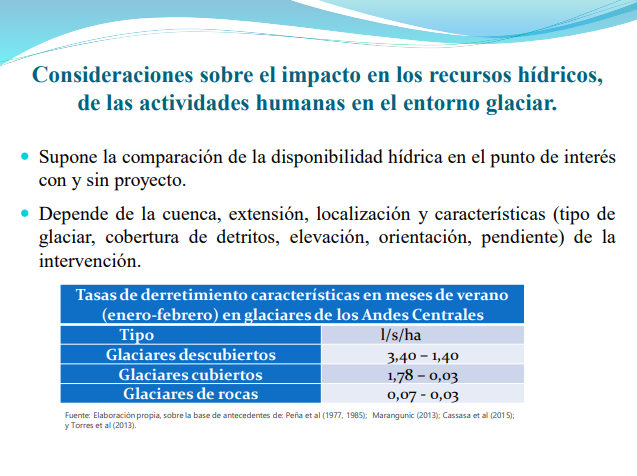 Consideraciones sobre el impacto en los recursos hídricos,
de las actividades humanas en el entorno glaciar.
• Supone la comparación de la disponibilidad hídrica en el punto de interés
con y sin proyecto.
• Depende de la cuenca, extensión, localización y características (tipo de
glaciar, cobertura de detritos, elevación, orientación, pendiente) de la
intervención.
Tasas de derretimiento características en meses de verano
(enero-febrero) en glaciares de los Andes Centrales
Tipo l/s/ha
Glaciares descubiertos 3,40 – 1,40
Glaciares cubiertos 1,78 – 0,03
Glaciares de rocas 0,07 - 0,03
Fuente: Elaboración propia, sobre la base de antecedentes de: Peña et al (1977, 1985); Marangunic (2013); Cassasa et al (2015);
y Torres et al (2013).